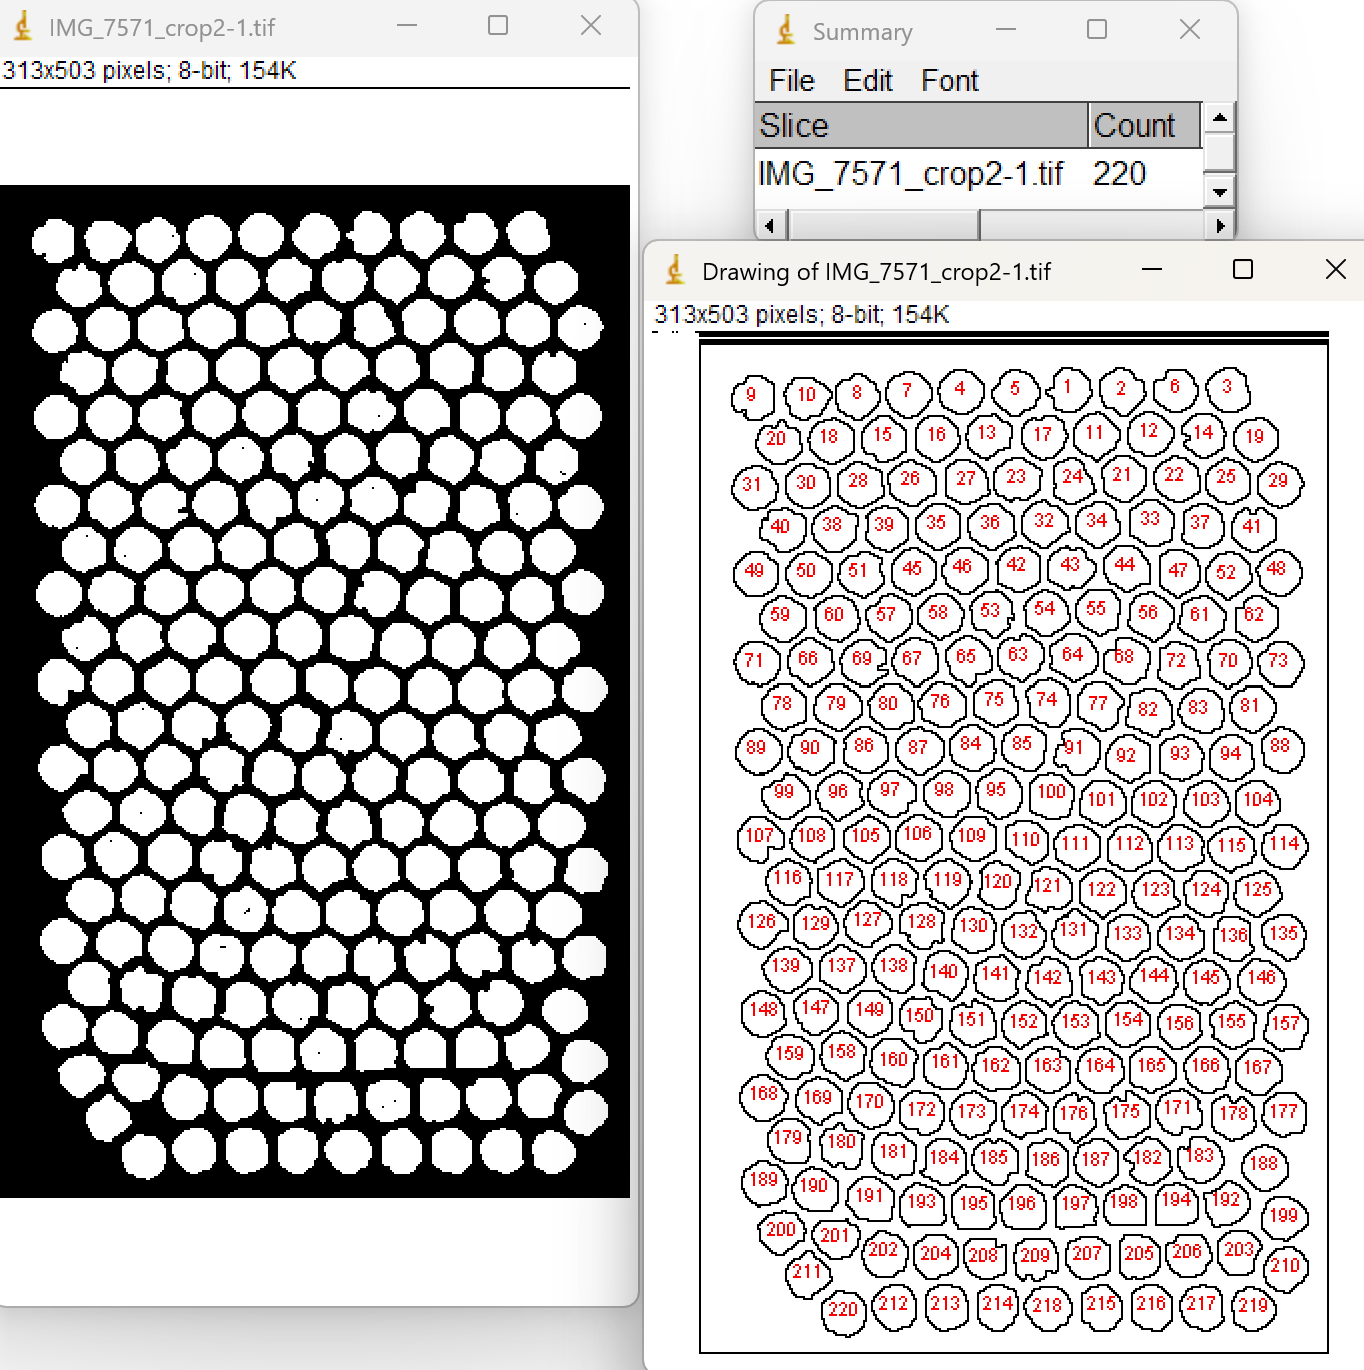 IMG_7571_crop2-1.tif
313x503 pixels; 8-bit; 154K
Summary
File Edit Font
Slice Count
IMG_7571_crop2-1.tif 220
Drawing of IMG_7571_crop2-1.tif
313x503 pixels; 8-bit; 154K
9 10 8 7 4 5 1 2 6 3
20 18 15 16 13 17 11 12 14 19
31 30 28 26 27 23 24 21 22 25 29
40 38 39 35 36 32 34 33 37 41
49 50 51 45 46 42 43 44 47 52 48
59 60 57 58 53 54 55 56 61 62
71 66 69 67 65 63 64 68 72 70 73
78 79 80 76 75 74 77 82 83 81
89 90 86 87 84 85 91 92 93 94 88
99 96 97 98 95 100 101 102 103 104
107 108 105 106 109 110 111 112 113 115 114
116 117 118 119 120 121 122 123 124 125
126 129 127 128 130 132 131 133 134 136 135
139 137 138 140 141 142 143 144 145 146
148 147 149 150 151 152 153 154 156 155 157
159 158 160 161 162 163 164 165 166 167
168 169 170 172 173 174 176 175 171 178 177
179 180 181 184 185 186 187 182 183 188
189 190 191 193 195 196 197 198 194 192 199
200 201 202 204 208 209 207 205 206 203 210
211 220 212 213 214 218 215 216 217 219